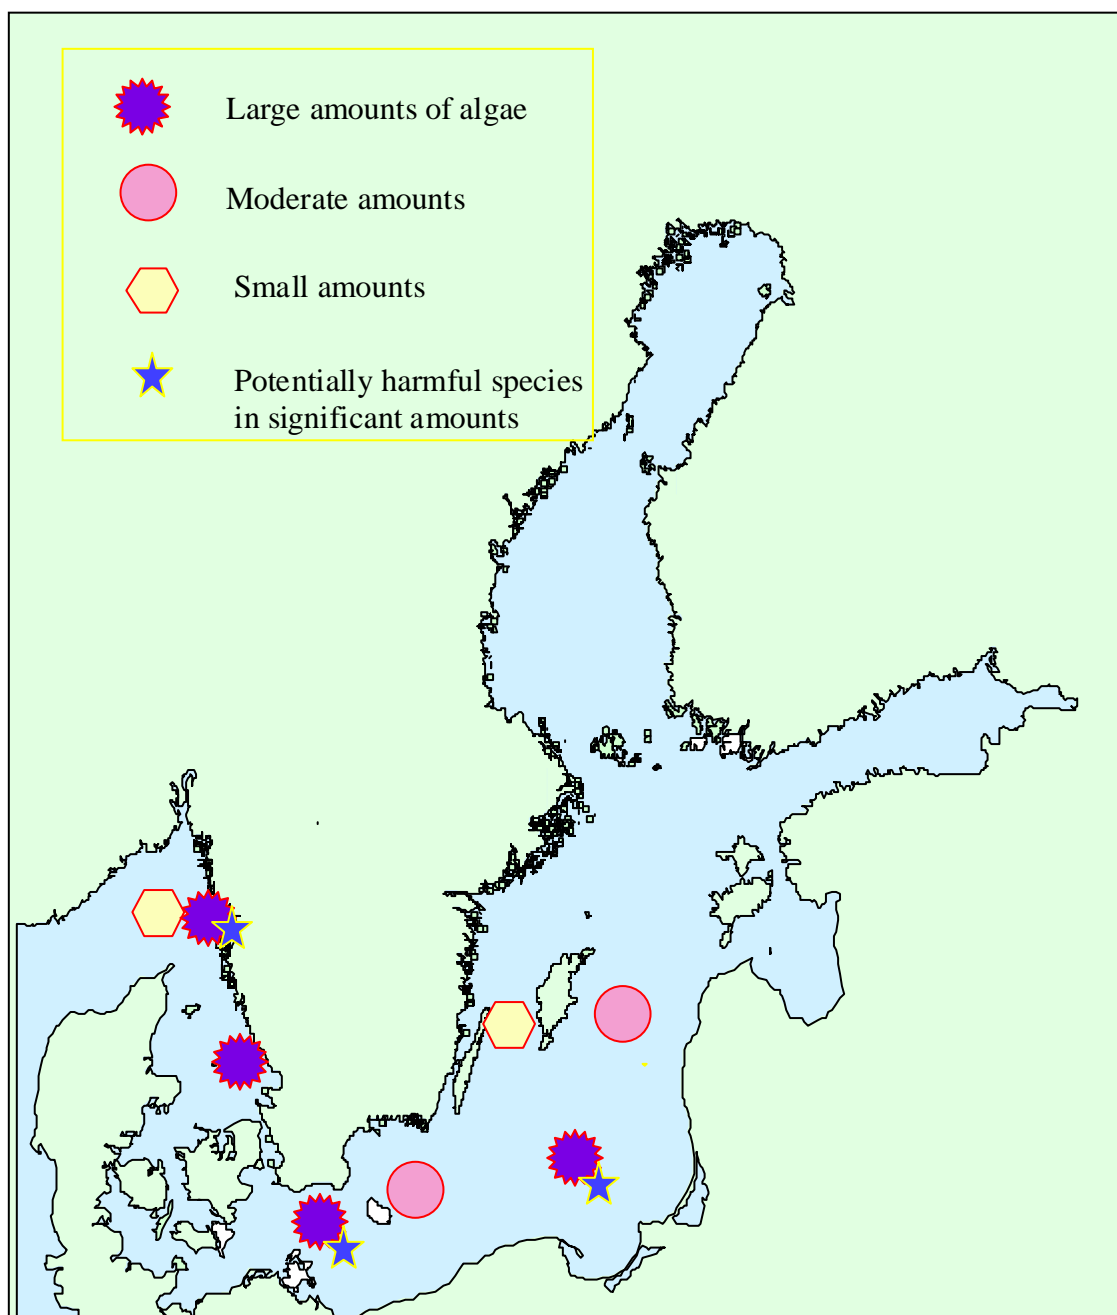 Large amounts of algae
Moderate amounts
Small amounts
Potentially harmful species
in significant amounts